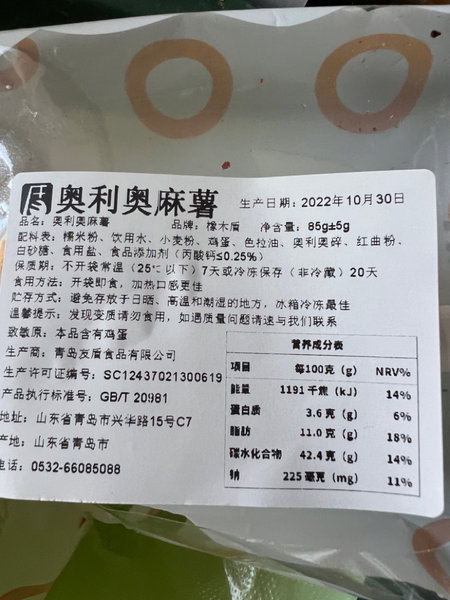 奥利奥麻薯 生产日期：2022年10月30日
品名：奥利奥麻薯 品牌：橡木盾 净含量：85g±5g
配料表：糯米粉、饮用水、小麦粉、鸡蛋、色拉油、奥利奥碎、红曲粉、
白砂糖、食用盐、食品添加剂（丙酸钙≤0.25%）
保质期：不开袋常温（25℃以下）7天或冷冻保存（非冷藏）20天
食用方法：开袋即食，加热口感更佳
贮存方式：避免存放于日晒、高温和潮湿的地方，冰箱冷冻最佳
温馨提示：发现变质请勿食用，如遇质量问题请速与我们联系
致敏原：本品含有鸡蛋
生产商：青岛友盾食品有限公司
生产许可证编号：SC12437021300619
产品执行标准号：GB/T 20981
地址：山东省青岛市兴华路15号C7
产地：山东省青岛市
电话：0532-66085088
营养成分表
项目 每100克（g） NRV%
能量 1191 千焦（kJ） 14%
蛋白质 3.6 克（g） 6%
脂肪 11.0 克（g） 18%
碳水化合物 42.4 克（g） 14%
钠 225 毫克（mg） 11%